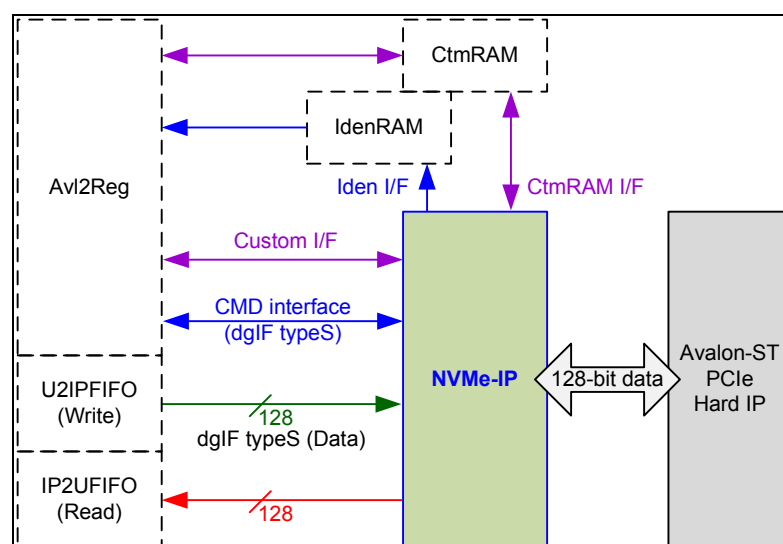 CtmRAM
IdenRAM
Avl2Reg
Iden I/F
CtmRAM I/F
Custom I/F
CMD interface
(dgIF typeS)
NVMe-IP
128-bit data
Avalon-ST
PCIe
Hard IP
U2IPFIFO
(Write)
128
dgIF typeS (Data)
IP2UFIFO
(Read)
128